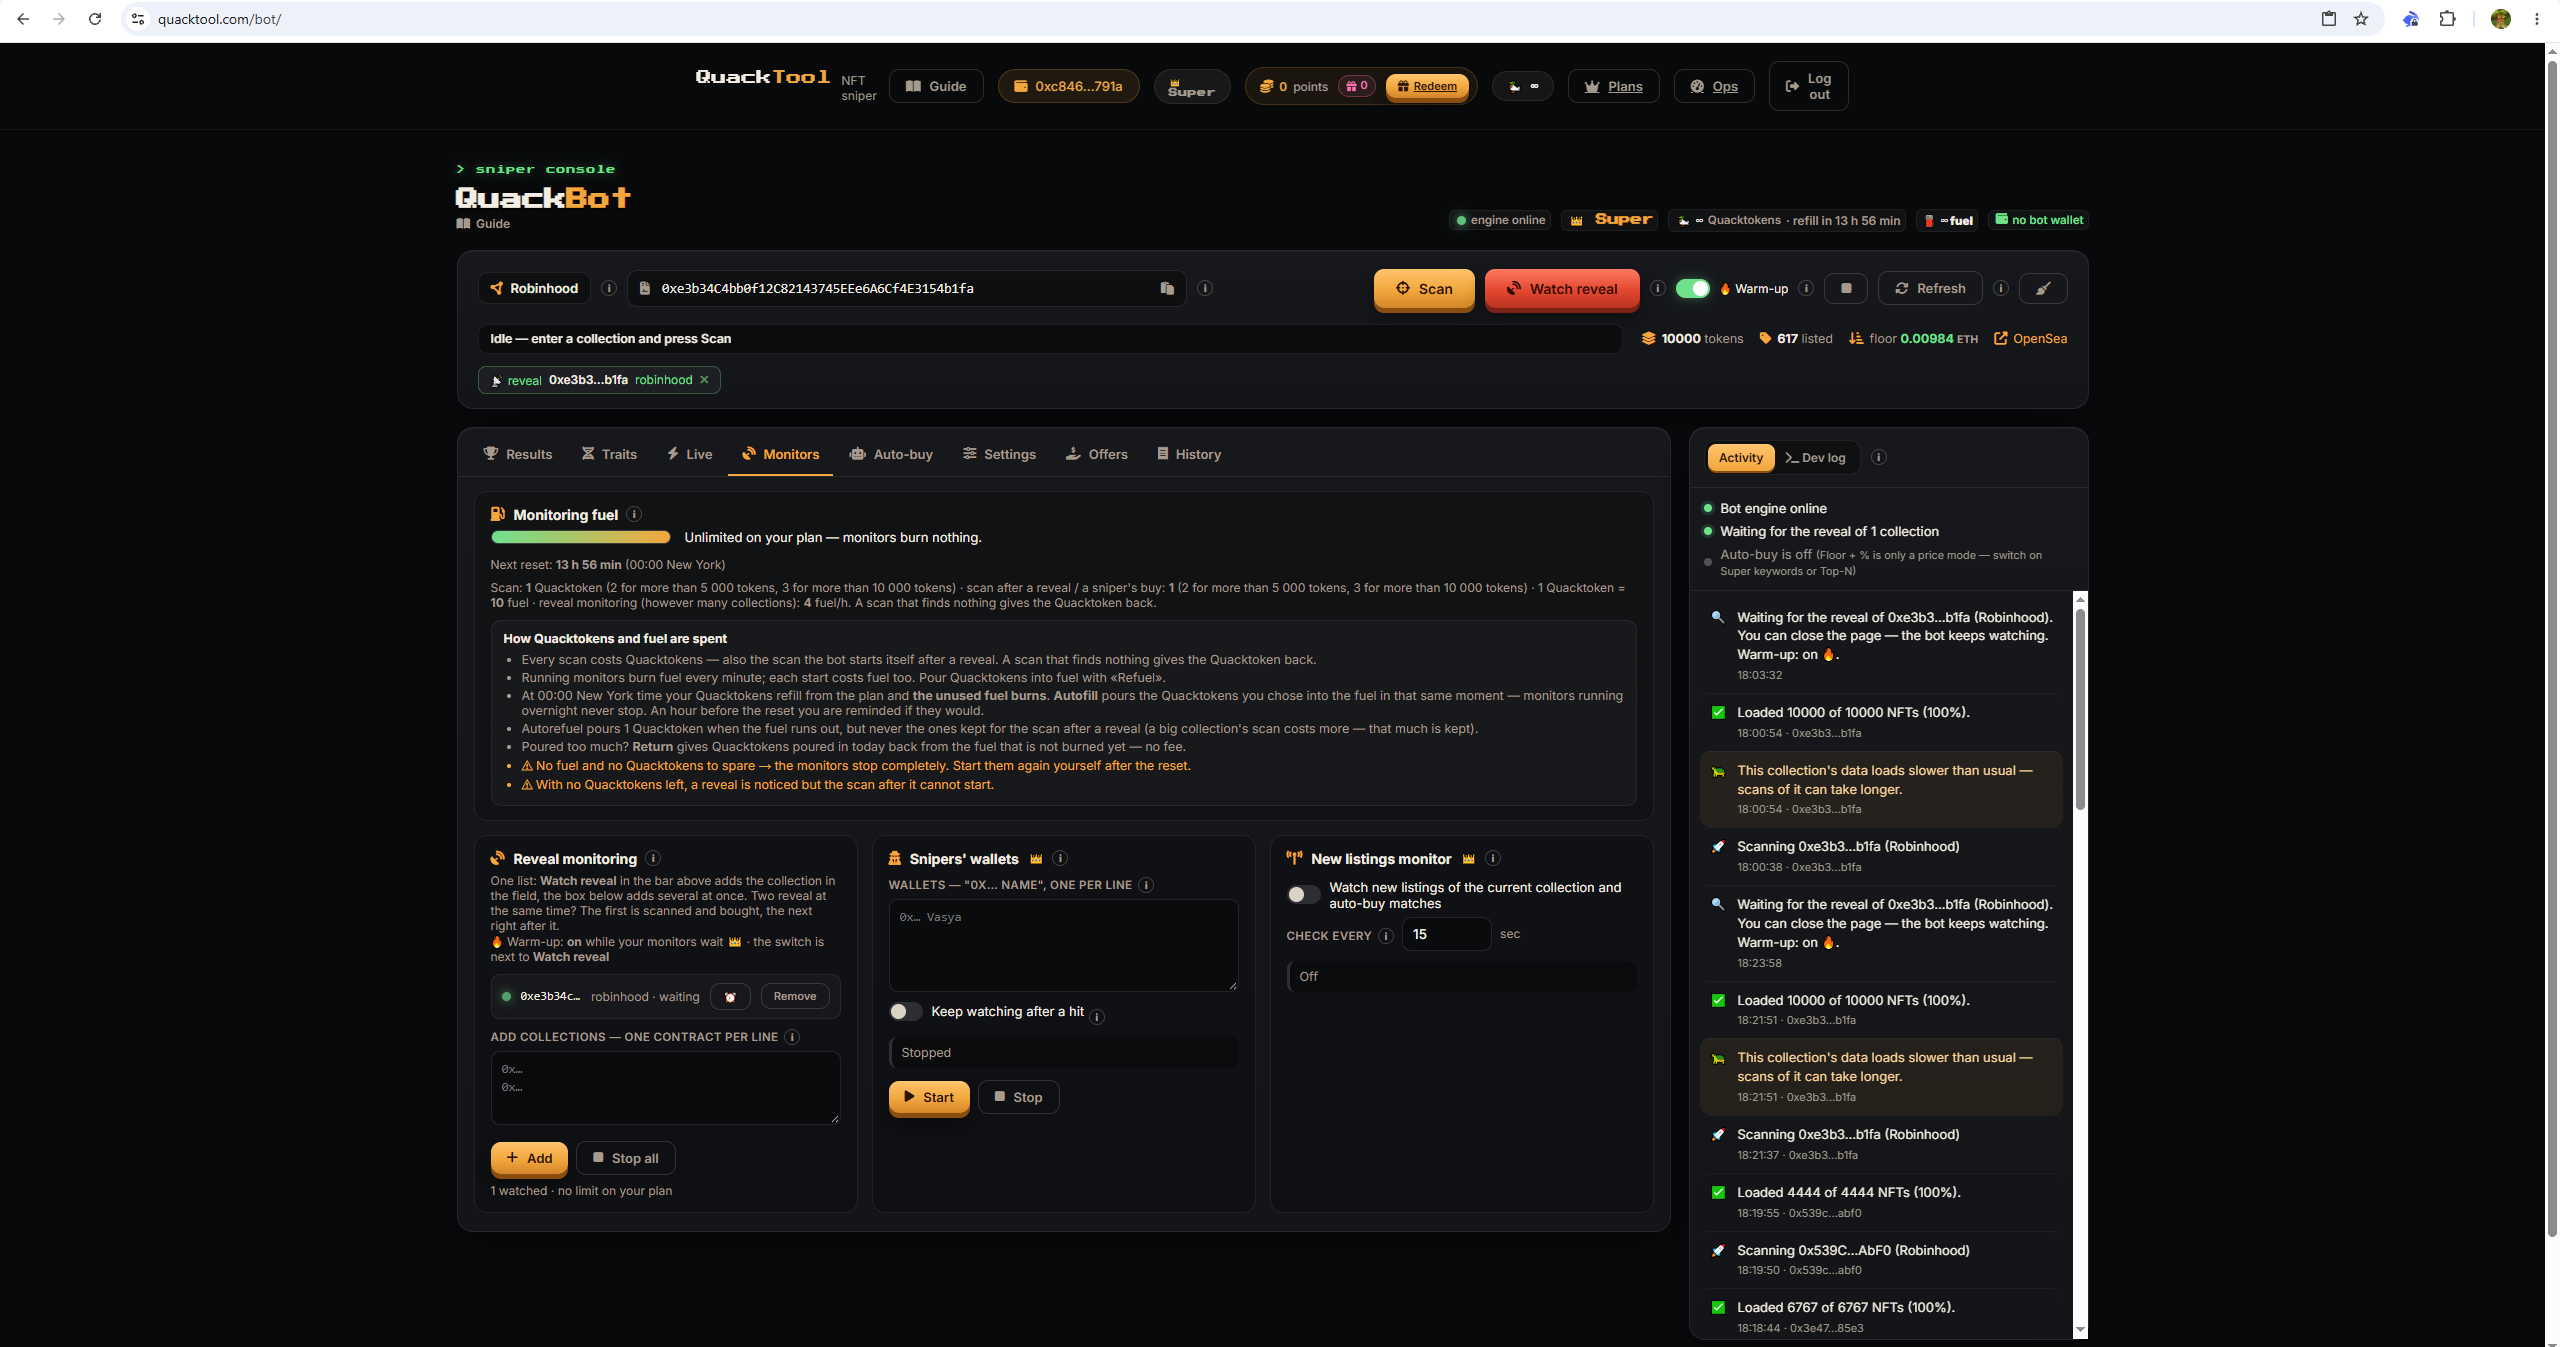 quacktool.com/bot/
QuackTool
NFT sniper
Guide
0xc846...791a
Super
0 points
0
Redeem
∞
Plans
Ops
Log out
> sniper console
QuackBot
Guide
engine online
Super
∞ Quacktokens · refill in 13 h 56 min
∞ fuel
no bot wallet
Robinhood
0xe3b34C4bb0f12C82143745EEe6A6Cf4E3154b1fa
Scan
Watch reveal
Warm-up
Refresh
Idle — enter a collection and press Scan
10000 tokens
617 listed
floor 0.00984 ETH
OpenSea
reveal 0xe3b3...b1fa robinhood ×
Results
Traits
Live
Monitors
Auto-buy
Settings
Offers
History
Monitoring fuel
Unlimited on your plan — monitors burn nothing.
Next reset: 13 h 56 min (00:00 New York)
Scan: 1 Quacktoken (2 for more than 5 000 tokens, 3 for more than 10 000 tokens) · scan after a reveal / a sniper's buy: 1 (2 for more than 5 000 tokens, 3 for more than 10 000 tokens) · 1 Quacktoken =
10 fuel · reveal monitoring (however many collections): 4 fuel/h. A scan that finds nothing gives the Quacktoken back.
How Quacktokens and fuel are spent
• Every scan costs Quacktokens — also the scan the bot starts itself after a reveal. A scan that finds nothing gives the Quacktoken back.
• Running monitors burn fuel every minute; each start costs fuel too. Pour Quacktokens into fuel with «Refuel».
• At 00:00 New York time your Quacktokens refill from the plan and the unused fuel burns. Autofill pours the Quacktokens you chose into the fuel in that same moment — monitors running
overnight never stop. An hour before the reset you are reminded if they would.
• Autorefuel pours 1 Quacktoken when the fuel runs out, but never the ones kept for the scan after a reveal (a big collection's scan costs more — that much is kept).
• Poured too much? Return gives Quacktokens poured in today back from the fuel that is not burned yet — no fee.
• ⚠ No fuel and no Quacktokens to spare → the monitors stop completely. Start them again yourself after the reset.
• ⚠ With no Quacktokens left, a reveal is noticed but the scan after it cannot start.
Reveal monitoring
One list: Watch reveal in the bar above adds the collection in
the field, the box below adds several at once. Two reveal at
the same time? The first is scanned and bought, the next
right after it.
🔥 Warm-up: on while your monitors wait 👑 · the switch is
next to Watch reveal
0xe3b34c… robinhood · waiting
Remove
ADD COLLECTIONS — ONE CONTRACT PER LINE
0x…
0x…
+ Add
Stop all
1 watched · no limit on your plan
Snipers' wallets
WALLETS — "0X... NAME", ONE PER LINE
0x… Vasya
Keep watching after a hit
Stopped
Start
Stop
New listings monitor
Watch new listings of the current collection and
auto-buy matches
CHECK EVERY
15
sec
Off
Activity
Dev log
Bot engine online
Waiting for the reveal of 1 collection
Auto-buy is off (Floor + % is only a price mode — switch on
Super keywords or Top-N)
Waiting for the reveal of 0xe3b3...b1fa (Robinhood).
You can close the page — the bot keeps watching.
Warm-up: on 🔥.
18:03:32
Loaded 10000 of 10000 NFTs (100%).
18:00:54 · 0xe3b3...b1fa
This collection's data loads slower than usual —
scans of it can take longer.
18:00:54 · 0xe3b3...b1fa
Scanning 0xe3b3...b1fa (Robinhood)
18:00:38 · 0xe3b3...b1fa
Waiting for the reveal of 0xe3b3...b1fa (Robinhood).
You can close the page — the bot keeps watching.
Warm-up: on 🔥.
18:23:58
Loaded 10000 of 10000 NFTs (100%).
18:21:51 · 0xe3b3...b1fa
This collection's data loads slower than usual —
scans of it can take longer.
18:21:51 · 0xe3b3...b1fa
Scanning 0xe3b3...b1fa (Robinhood)
18:21:37 · 0xe3b3...b1fa
Loaded 4444 of 4444 NFTs (100%).
18:19:55 · 0x539c...abf0
Scanning 0x539C...AbF0 (Robinhood)
18:19:50 · 0x539c...abf0
Loaded 6767 of 6767 NFTs (100%).
18:18:44 · 0x3e47...85e3